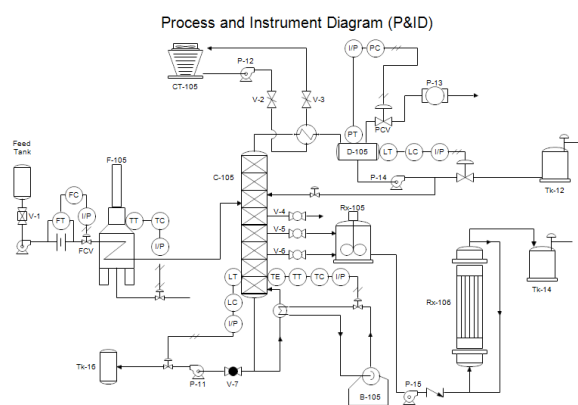 Process and Instrument Diagram (P&ID)
I/P
PC
P-12
P-13
CT-105
V-2
V-3
PCV
PT
Feed
Tank
F-105
D-105
LT
LC
I/P
C-105
P-14
Tk-12
FC
V-1
FT
I/P
TT
TC
V-4
Rx-105
I/P
V-5
FCV
V-6
LT
TE
TT
TC
I/P
Tk-14
LC
Rx-106
I/P
Tk-16
P-11
V-7
P-15
B-105